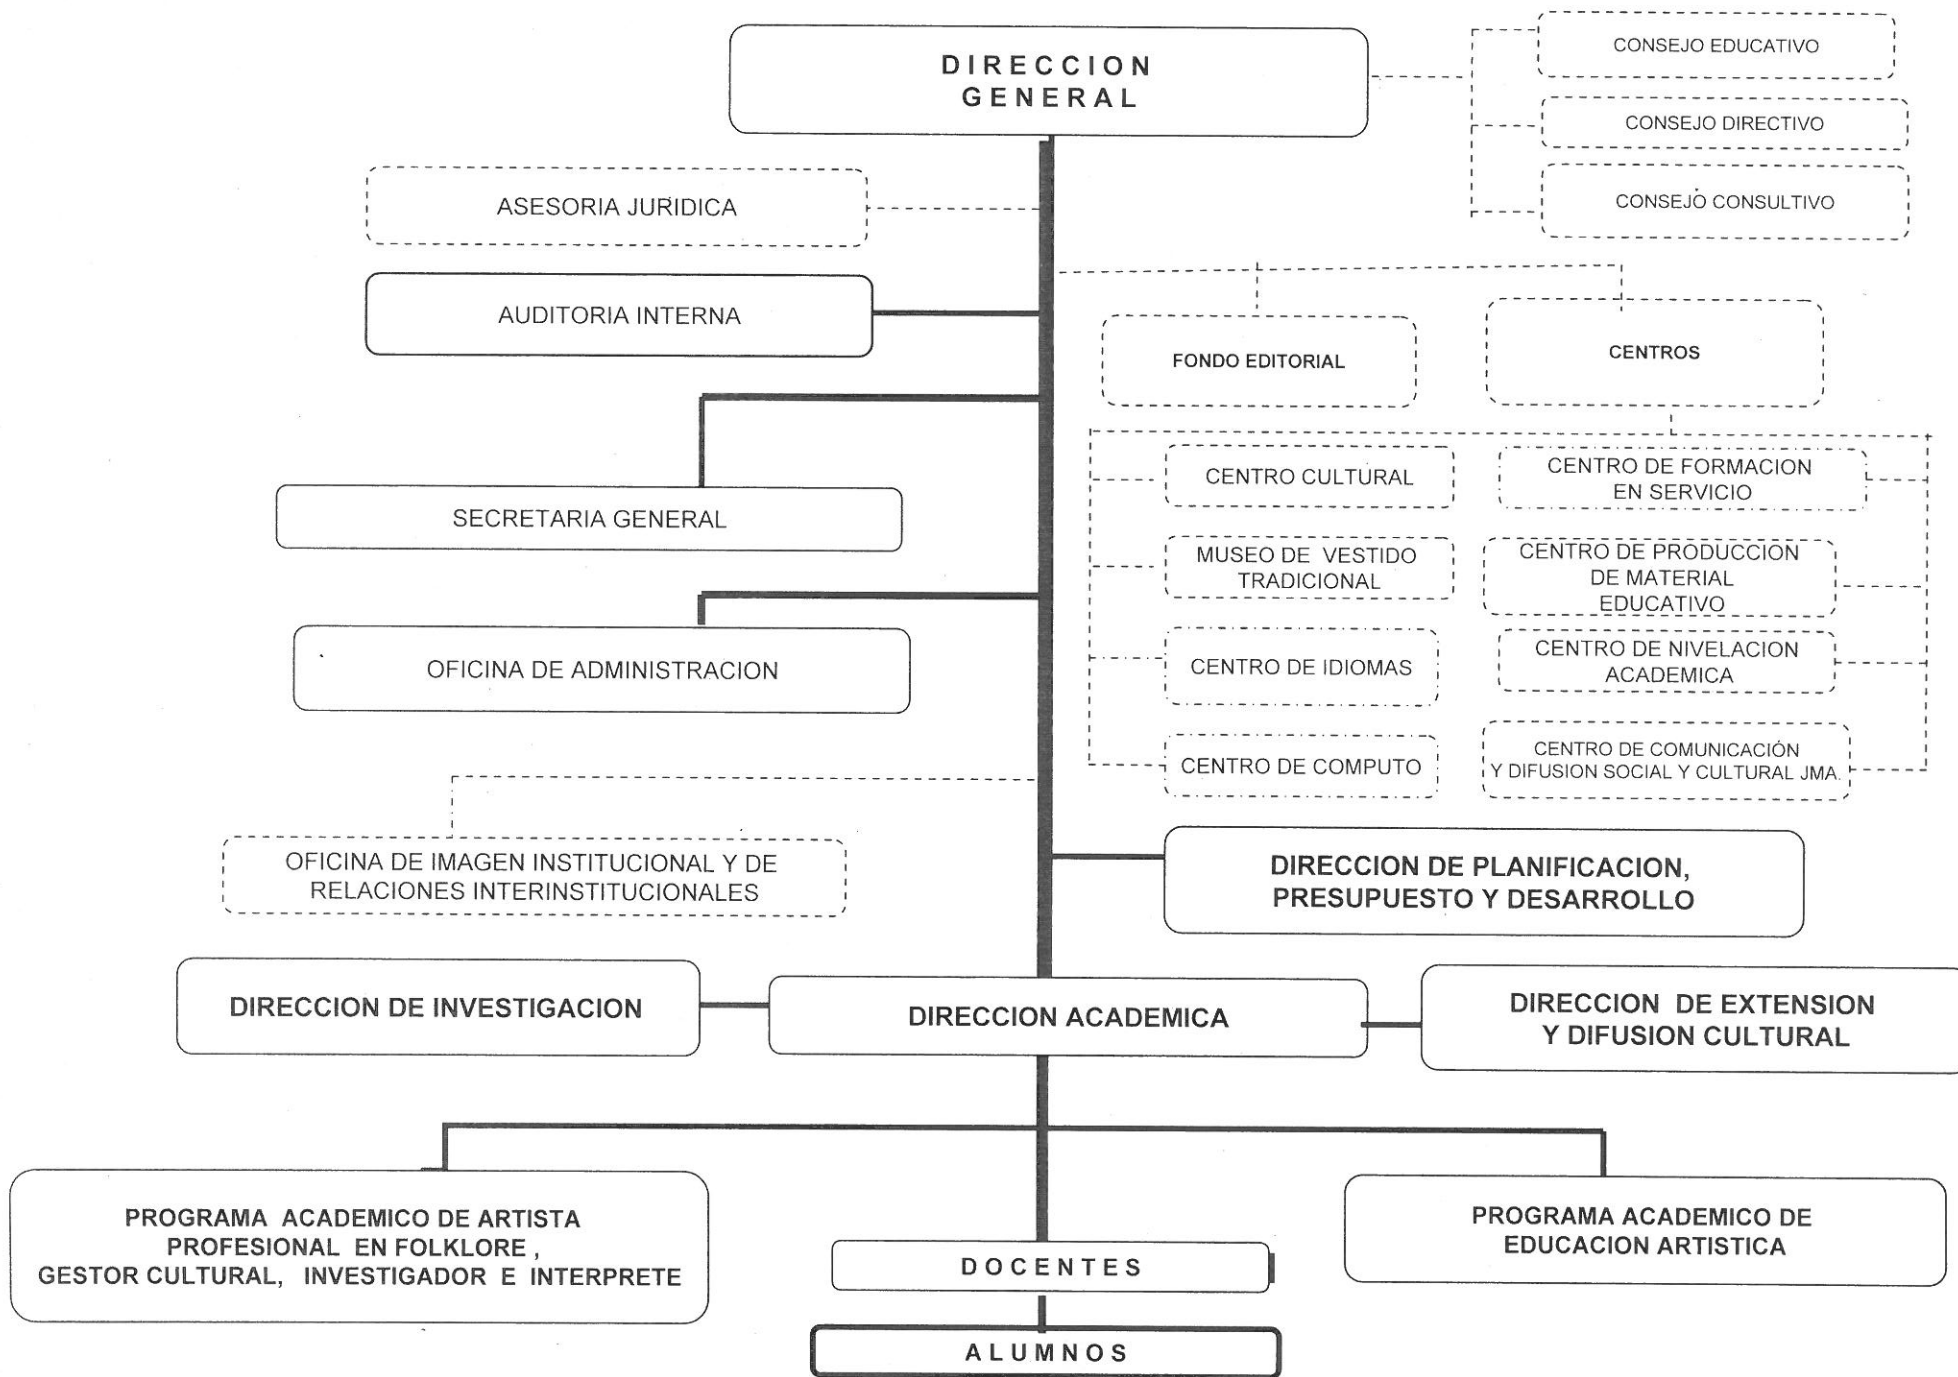 DIRECCION
GENERAL
CONSEJO EDUCATIVO
CONSEJO DIRECTIVO
CONSEJO CONSULTIVO
ASESORIA JURIDICA
AUDITORIA INTERNA
FONDO EDITORIAL
CENTROS
SECRETARIA GENERAL
CENTRO CULTURAL
CENTRO DE FORMACION
EN SERVICIO
MUSEO DE VESTIDO
TRADICIONAL
CENTRO DE PRODUCCION
DE MATERIAL
EDUCATIVO
OFICINA DE ADMINISTRACION
CENTRO DE IDIOMAS
CENTRO DE NIVELACION
ACADEMICA
CENTRO DE COMPUTO
CENTRO DE COMUNICACIÓN
Y DIFUSION SOCIAL Y CULTURAL JMA.
OFICINA DE IMAGEN INSTITUCIONAL Y DE
RELACIONES INTERINSTITUCIONALES
DIRECCION DE PLANIFICACION,
PRESUPUESTO Y DESARROLLO
DIRECCION DE INVESTIGACION
DIRECCION ACADEMICA
DIRECCION DE EXTENSION
Y DIFUSION CULTURAL
PROGRAMA ACADEMICO DE ARTISTA
PROFESIONAL EN FOLKLORE ,
GESTOR CULTURAL, INVESTIGADOR E INTERPRETE
PROGRAMA ACADEMICO DE
EDUCACION ARTISTICA
DOCENTES
ALUMNOS